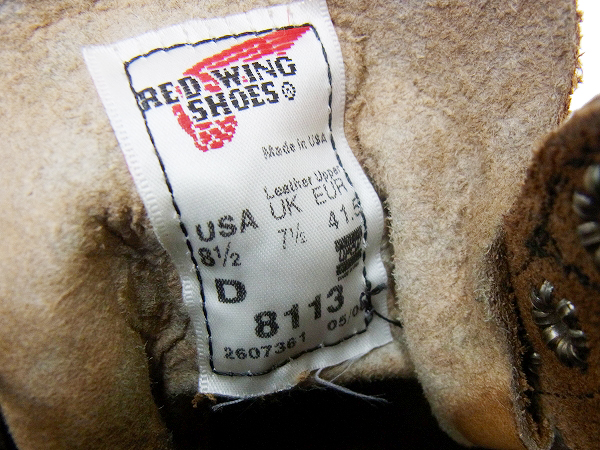 RED WING
SHOES®
Made in USA
Leather Upper
USA UK EUR
8½ 7½ 41.5
D
8113
2607361